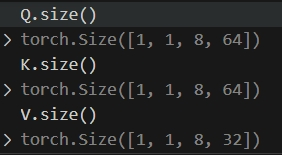 Q.size()
> torch.Size([1, 1, 8, 64])
K.size()
> torch.Size([1, 1, 8, 64])
V.size()
> torch.Size([1, 1, 8, 32])